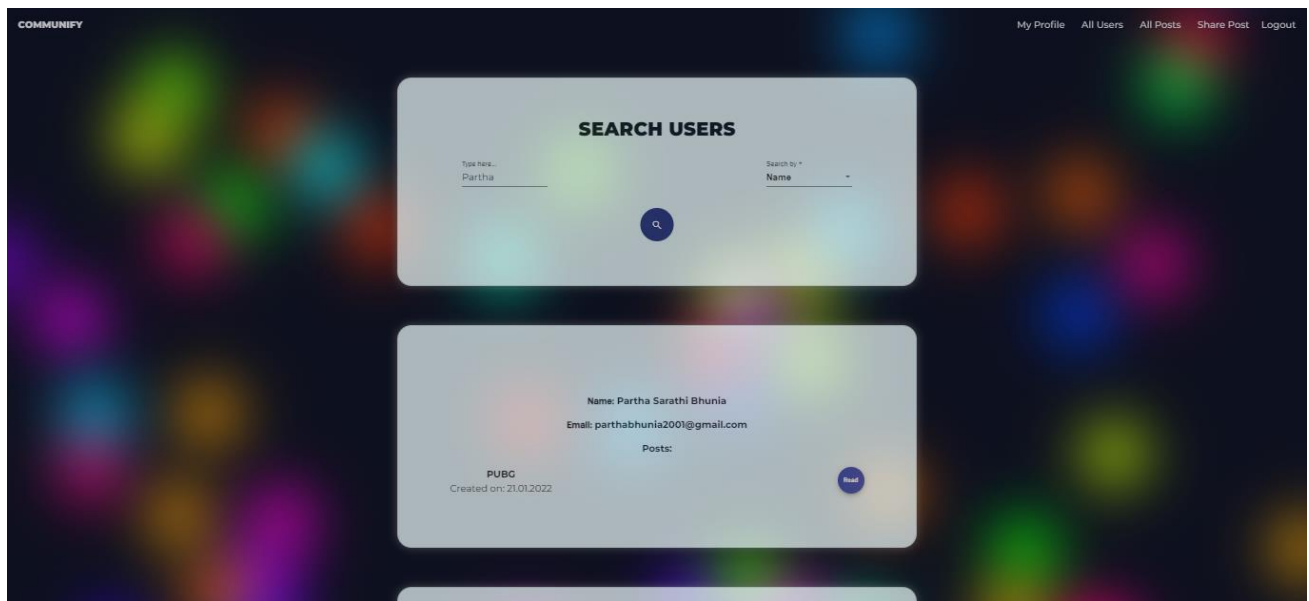 COMMUNIFY My Profile All Users All Posts Share Post Logout
SEARCH USERS
Type here... Search by *
Partha Name
Name: Partha Sarathi Bhunia
Email: parthabhunia2001@gmail.com
Posts:
PUBG
Created on: 21.01.2022
Read